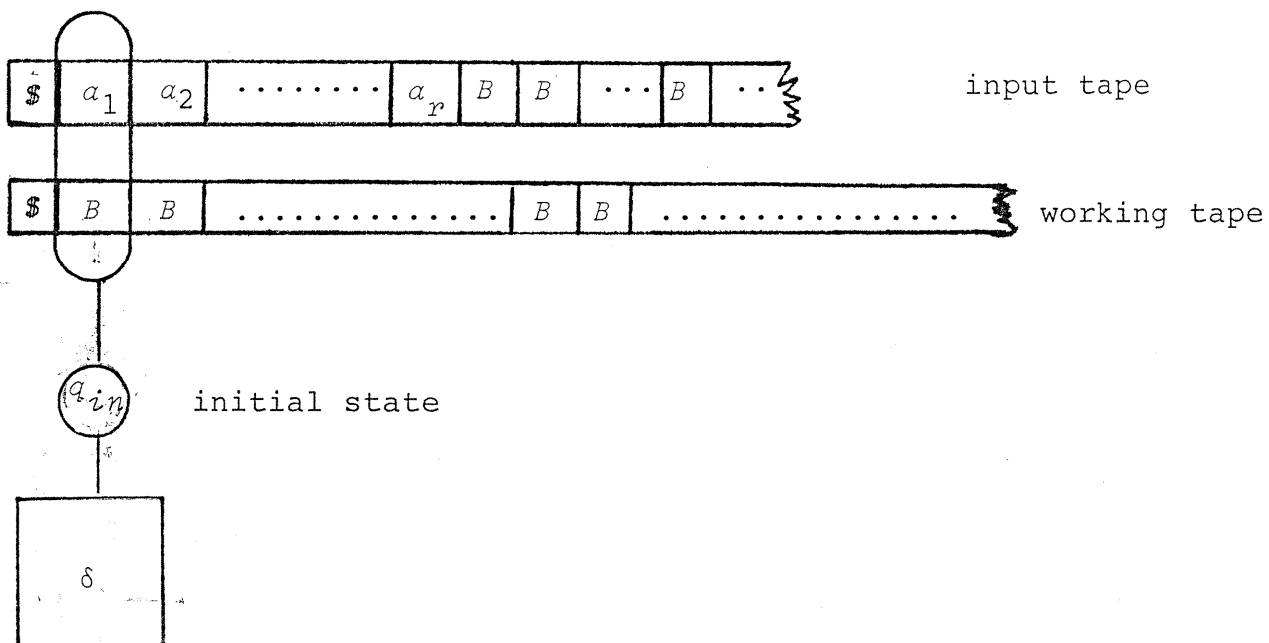 $ a₁ a₂ ........ aᵣ B B ... B .. input tape
$ B B .............. B B ................. working tape
qᵢₙ initial state
δ